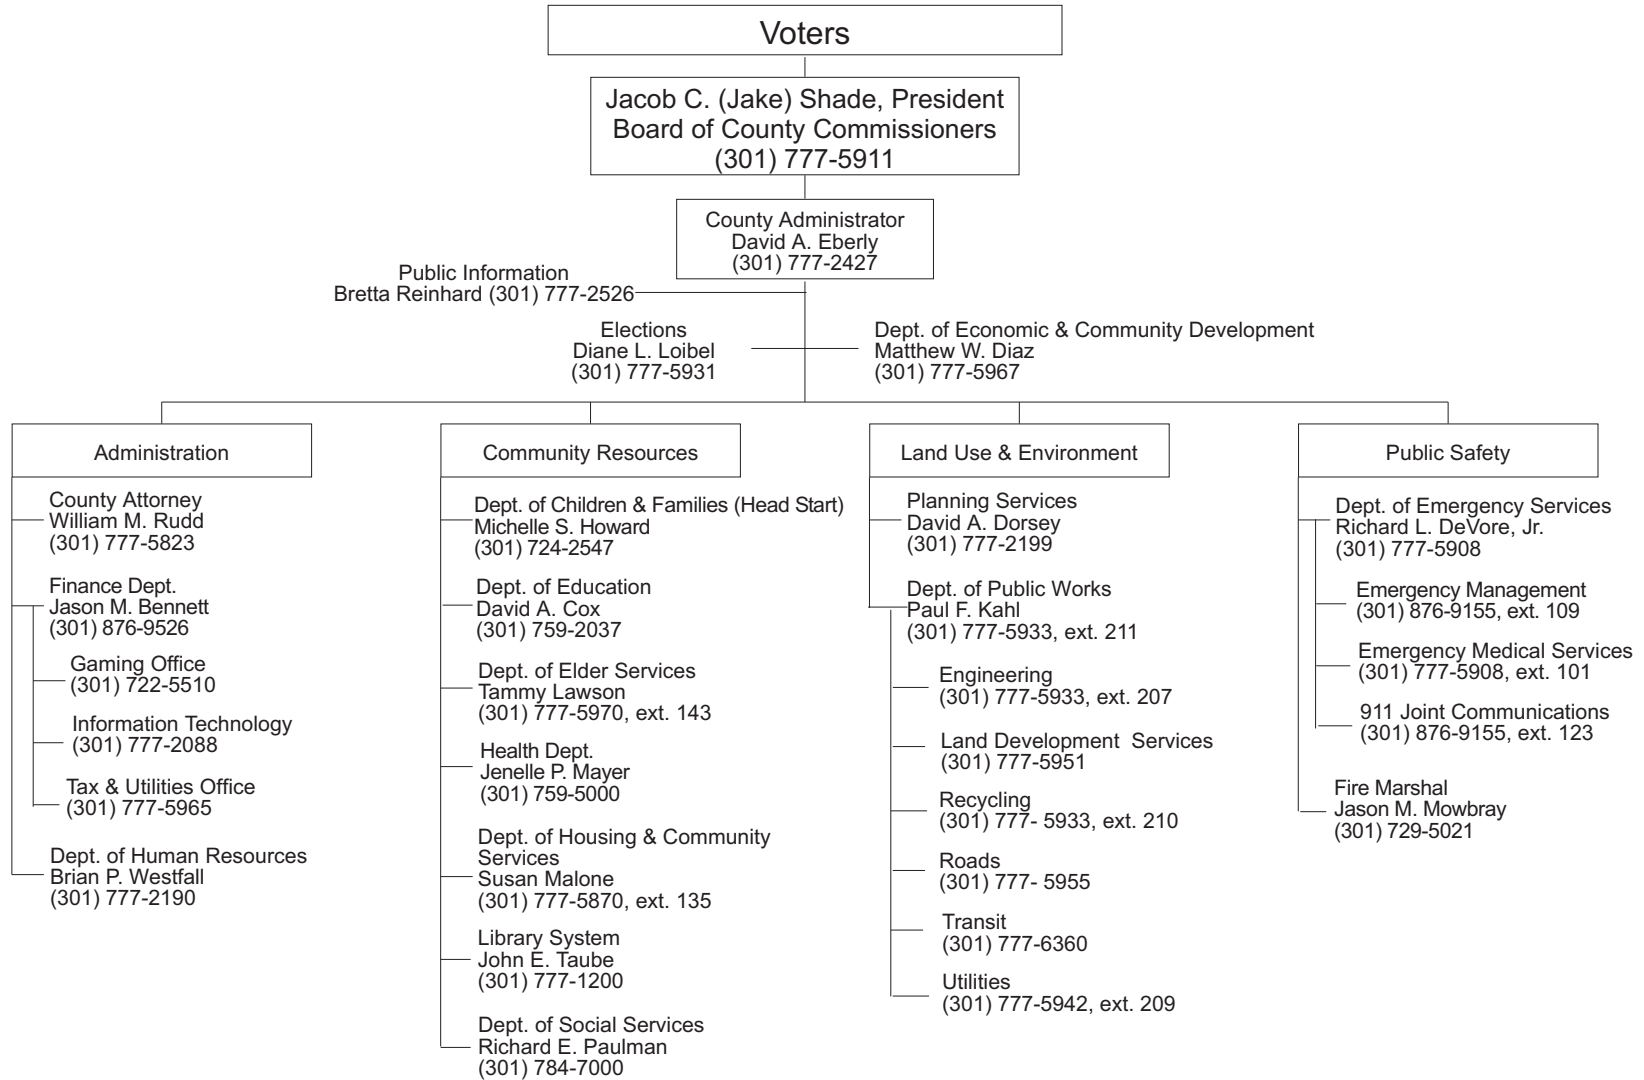 Voters
Jacob C. (Jake) Shade, President
Board of County Commissioners
(301) 777-5911
County Administrator
David A. Eberly
(301) 777-2427
Public Information
Bretta Reinhard (301) 777-2526
Elections
Diane L. Loibel
(301) 777-5931
Dept. of Economic & Community Development
Matthew W. Diaz
(301) 777-5967
Administration
County Attorney
William M. Rudd
(301) 777-5823
Finance Dept.
Jason M. Bennett
(301) 876-9526
Gaming Office
(301) 722-5510
Information Technology
(301) 777-2088
Tax & Utilities Office
(301) 777-5965
Dept. of Human Resources
Brian P. Westfall
(301) 777-2190
Community Resources
Dept. of Children & Families (Head Start)
Michelle S. Howard
(301) 724-2547
Dept. of Education
David A. Cox
(301) 759-2037
Dept. of Elder Services
Tammy Lawson
(301) 777-5970, ext. 143
Health Dept.
Jenelle P. Mayer
(301) 759-5000
Dept. of Housing & Community
Services
Susan Malone
(301) 777-5870, ext. 135
Library System
John E. Taube
(301) 777-1200
Dept. of Social Services
Richard E. Paulman
(301) 784-7000
Land Use & Environment
Planning Services
David A. Dorsey
(301) 777-2199
Dept. of Public Works
Paul F. Kahl
(301) 777-5933, ext. 211
Engineering
(301) 777-5933, ext. 207
Land Development  Services
(301) 777-5951
Recycling
(301) 777- 5933, ext. 210
Roads
(301) 777- 5955
Transit
(301) 777-6360
Utilities
(301) 777-5942, ext. 209
Public Safety
Dept. of Emergency Services
Richard L. DeVore, Jr.
(301) 777-5908
Emergency Management
(301) 876-9155, ext. 109
Emergency Medical Services
(301) 777-5908, ext. 101
911 Joint Communications
(301) 876-9155, ext. 123
Fire Marshal
Jason M. Mowbray
(301) 729-5021